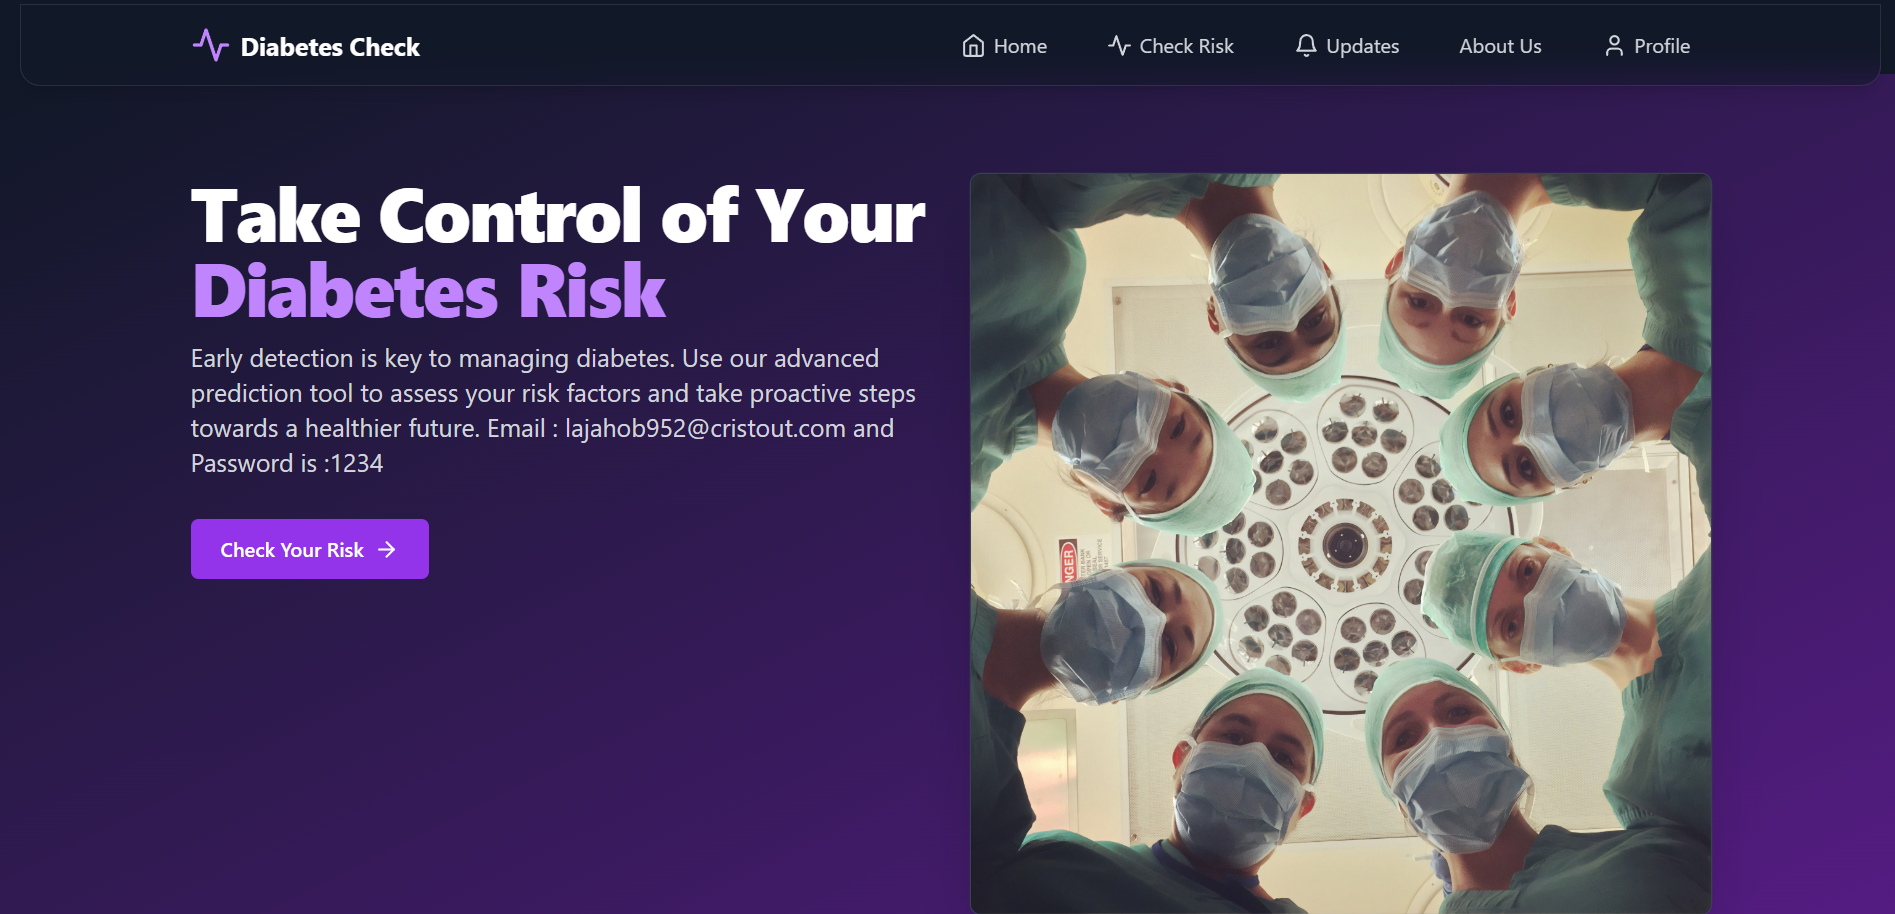 Diabetes Check
Home
Check Risk
Updates
About Us
Profile
Take Control of Your
Diabetes Risk
Early detection is key to managing diabetes. Use our advanced
prediction tool to assess your risk factors and take proactive steps
towards a healthier future. Email : lajahob952@cristout.com and
Password is :1234
Check Your Risk
NGER